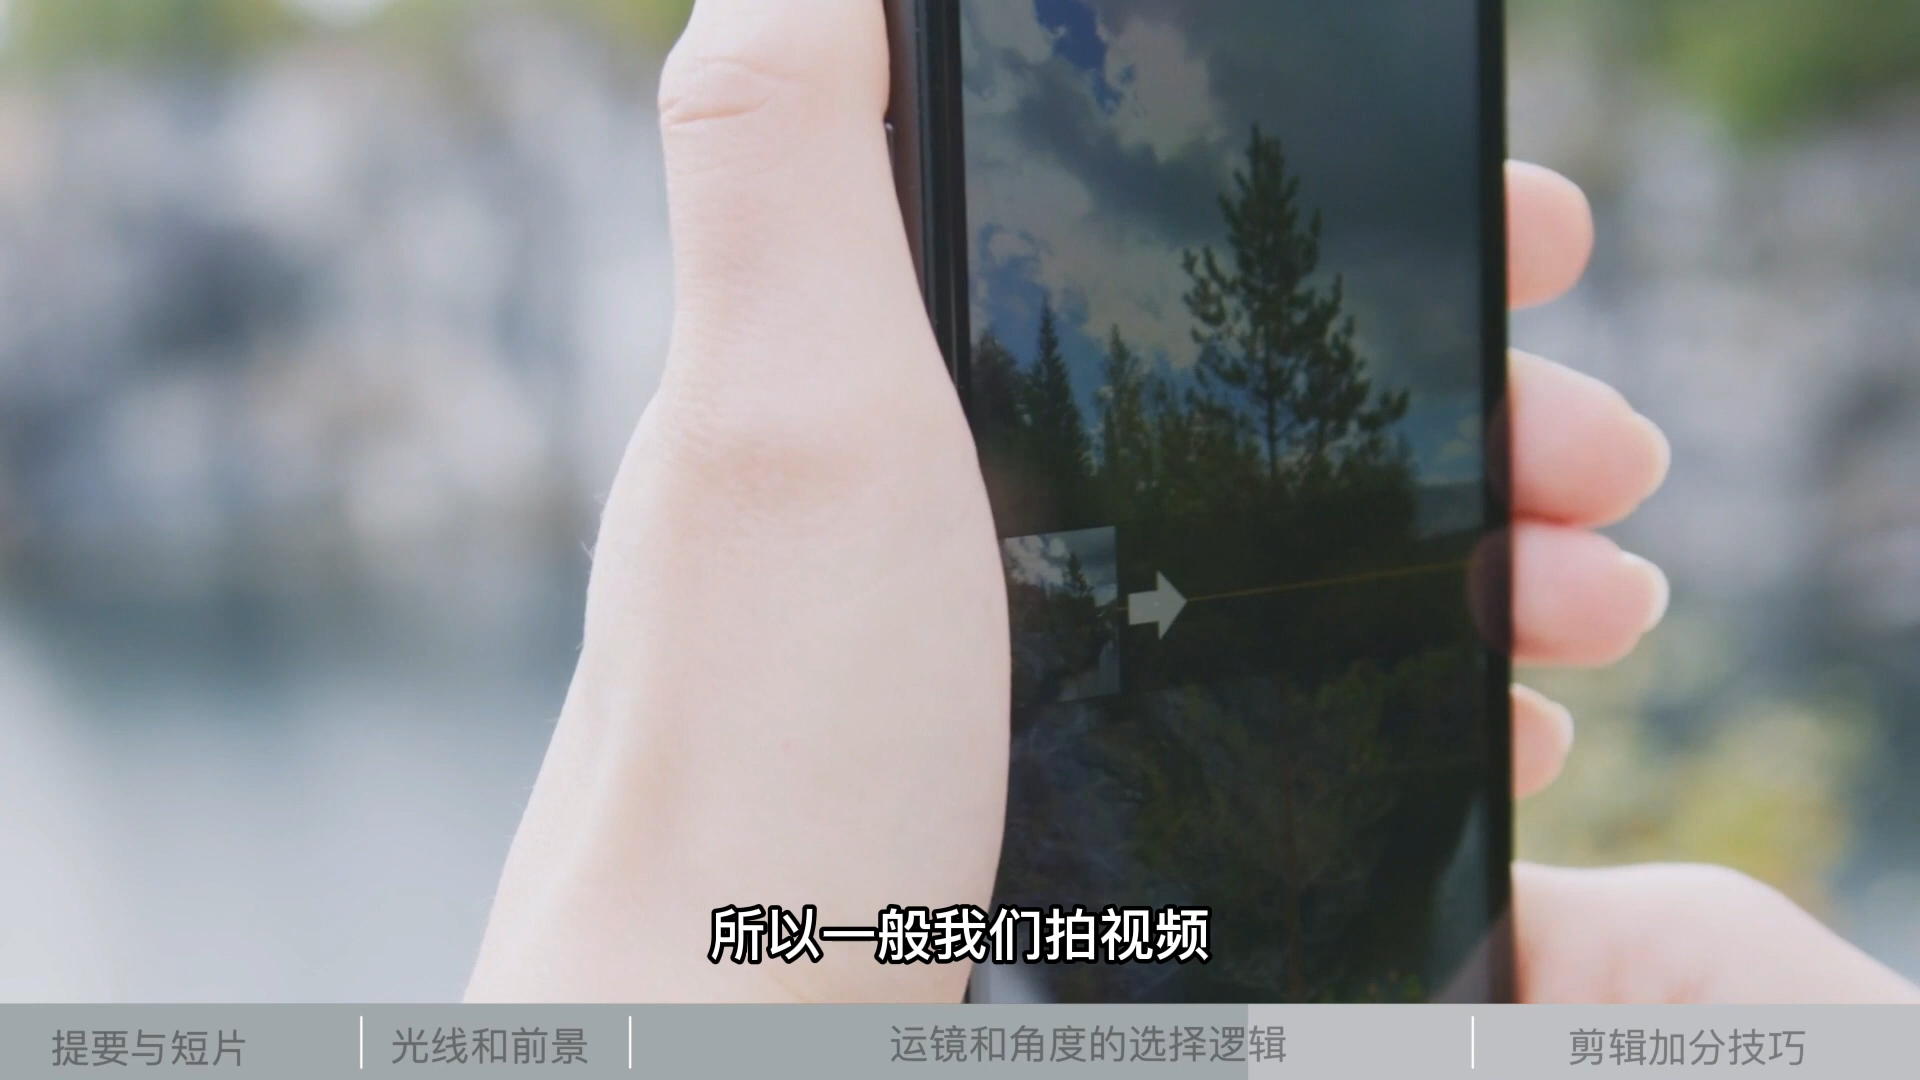 所以一般我们拍视频
提要与短片
光线和前景
运镜和角度的选择逻辑
剪辑加分技巧